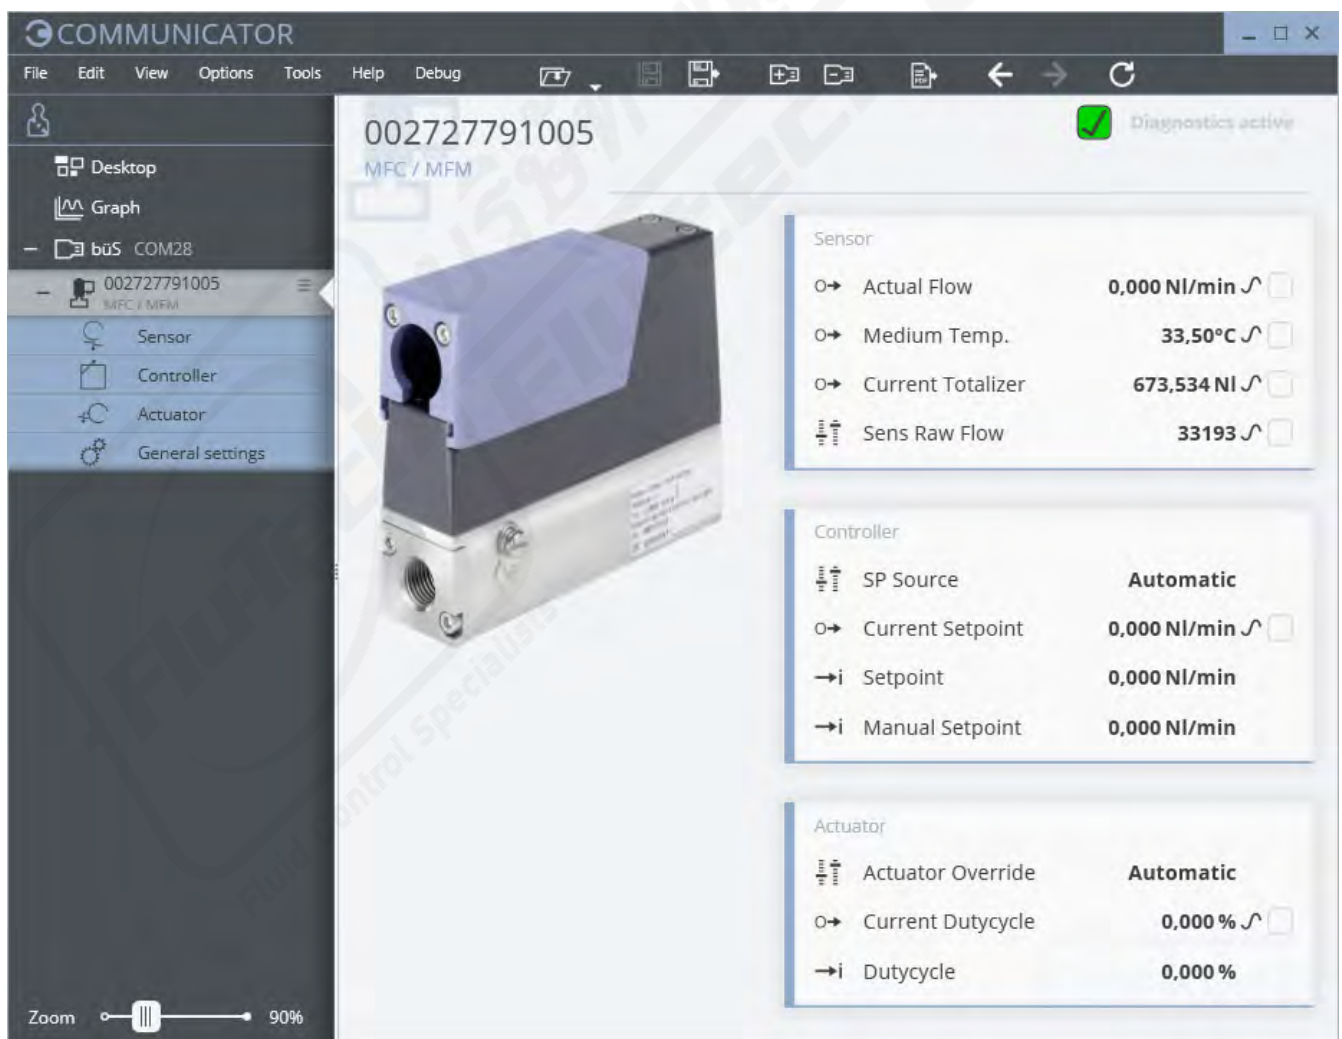 COMMUNICATOR
File Edit View Options Tools Help Debug
002727791005
MFC / MFM
Diagnostics active
Desktop
Graph
büS COM28
002727791005
MFC / MFM
Sensor
Controller
Actuator
General settings
Zoom 90%
Sensor
Actual Flow 0,000 Nl/min
Medium Temp. 33,50°C
Current Totalizer 673,534 Nl
Sens Raw Flow 33193
Controller
SP Source Automatic
Current Setpoint 0,000 Nl/min
Setpoint 0,000 Nl/min
Manual Setpoint 0,000 Nl/min
Actuator
Actuator Override Automatic
Current Dutycycle 0,000 %
Dutycycle 0,000 %
Fluid Control Specialists